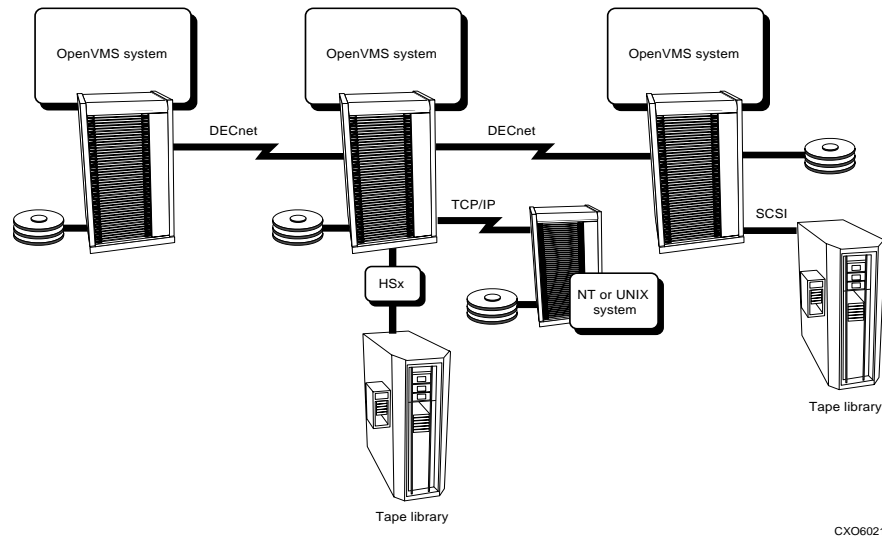 OpenVMS system
OpenVMS system
OpenVMS system
DECnet
DECnet
TCP/IP
SCSI
HSx
NT or UNIX
system
Tape library
Tape library